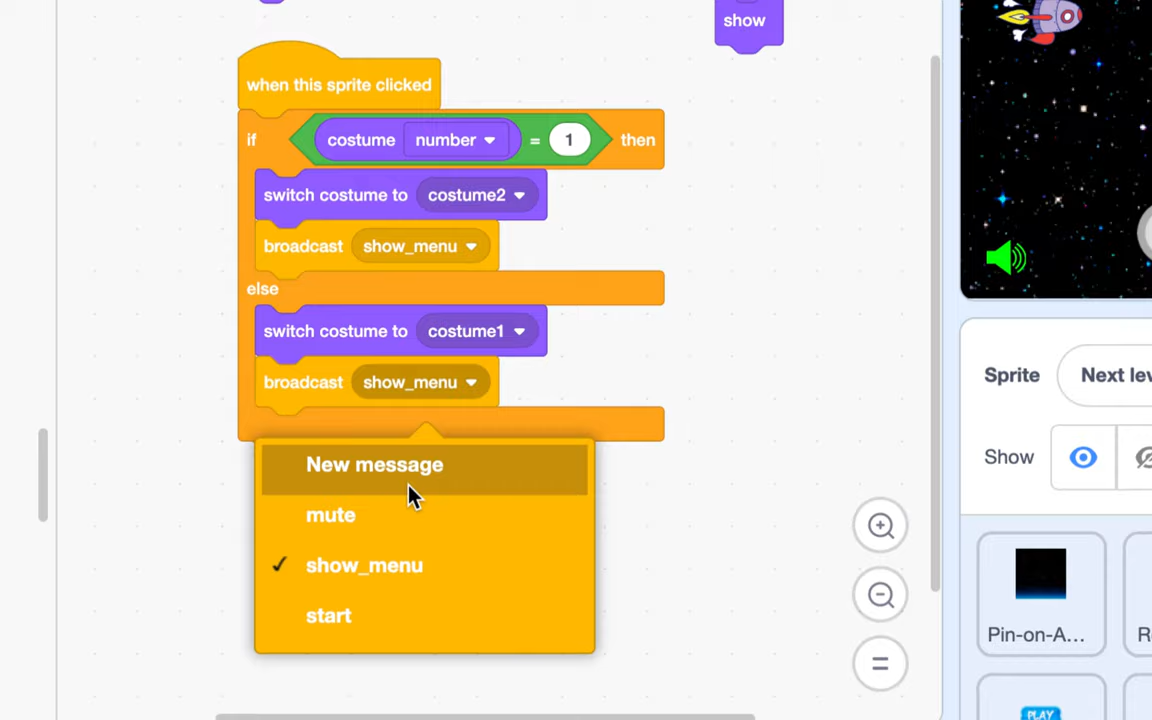 show
when this sprite clicked
if costume number = 1 then
switch costume to costume2
broadcast show_menu
else
switch costume to costume1
broadcast show_menu
New message
mute
✓ show_menu
start
Sprite Next lev
Show
Pin-on-A... R
PLAY